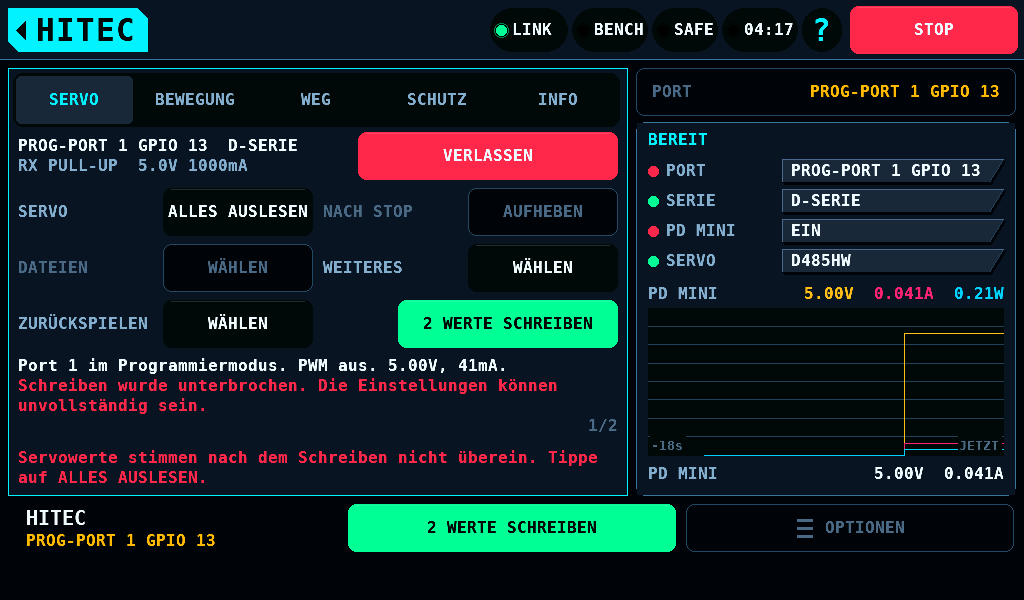 HITEC
LINK
BENCH
SAFE
04:17
?
STOP
SERVO
BEWEGUNG
WEG
SCHUTZ
INFO
PROG-PORT 1 GPIO 13  D-SERIE
RX PULL-UP  5.0V 1000mA
VERLASSEN
SERVO
ALLES AUSLESEN
NACH STOP
AUFHEBEN
DATEIEN
WÄHLEN
WEITERES
WÄHLEN
ZURÜCKSPIELEN
WÄHLEN
2 WERTE SCHREIBEN
Port 1 im Programmiermodus. PWM aus. 5.00V, 41mA.
Schreiben wurde unterbrochen. Die Einstellungen können
unvollständig sein.
1/2
Servowerte stimmen nach dem Schreiben nicht überein. Tippe
auf ALLES AUSLESEN.
PORT
PROG-PORT 1 GPIO 13
BEREIT
PORT
PROG-PORT 1 GPIO 13
SERIE
D-SERIE
PD MINI
EIN
SERVO
D485HW
PD MINI
5.00V
0.041A
0.21W
-18s
JETZT
PD MINI
5.00V
0.041A
HITEC
PROG-PORT 1 GPIO 13
2 WERTE SCHREIBEN
OPTIONEN